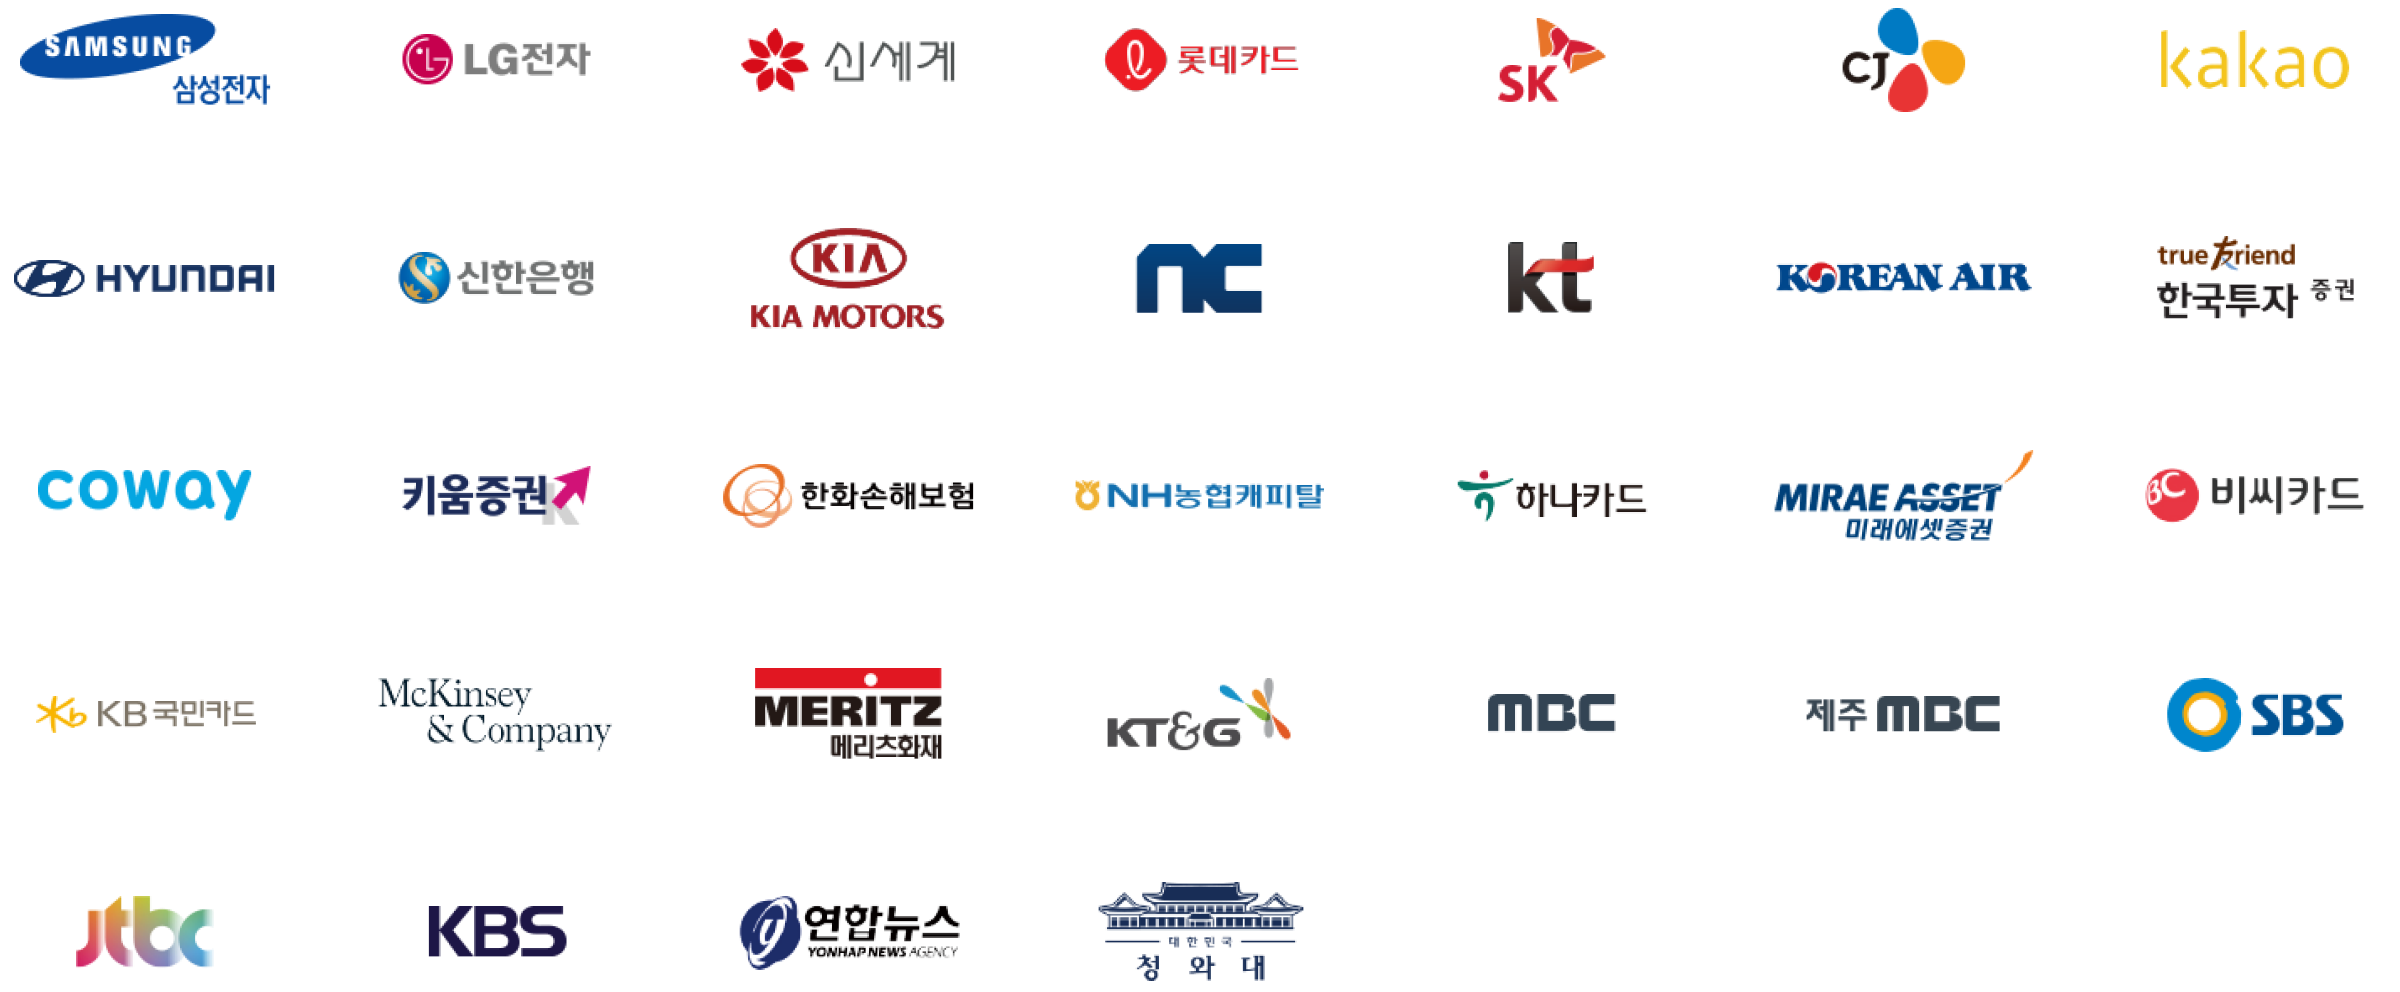 SAMSUNG
삼성전자
LG전자
신세계
롯데카드
SK
CJ
kakao
HYUNDAI
신한은행
KIA
KIA MOTORS
nc
kt
KOREAN AIR
true friend
한국투자 증권
coway
키움증권
K
한화손해보험
NH농협캐피탈
하나카드
MIRAE ASSET
미래에셋증권
BC 비씨카드
Kb KB국민카드
McKinsey
& Company
MERITZ
메리츠화재
KT&G
MBC
제주 MBC
SBS
jtbc
KBS
연합뉴스
YONHAP NEWS AGENCY
대한민국
청와대